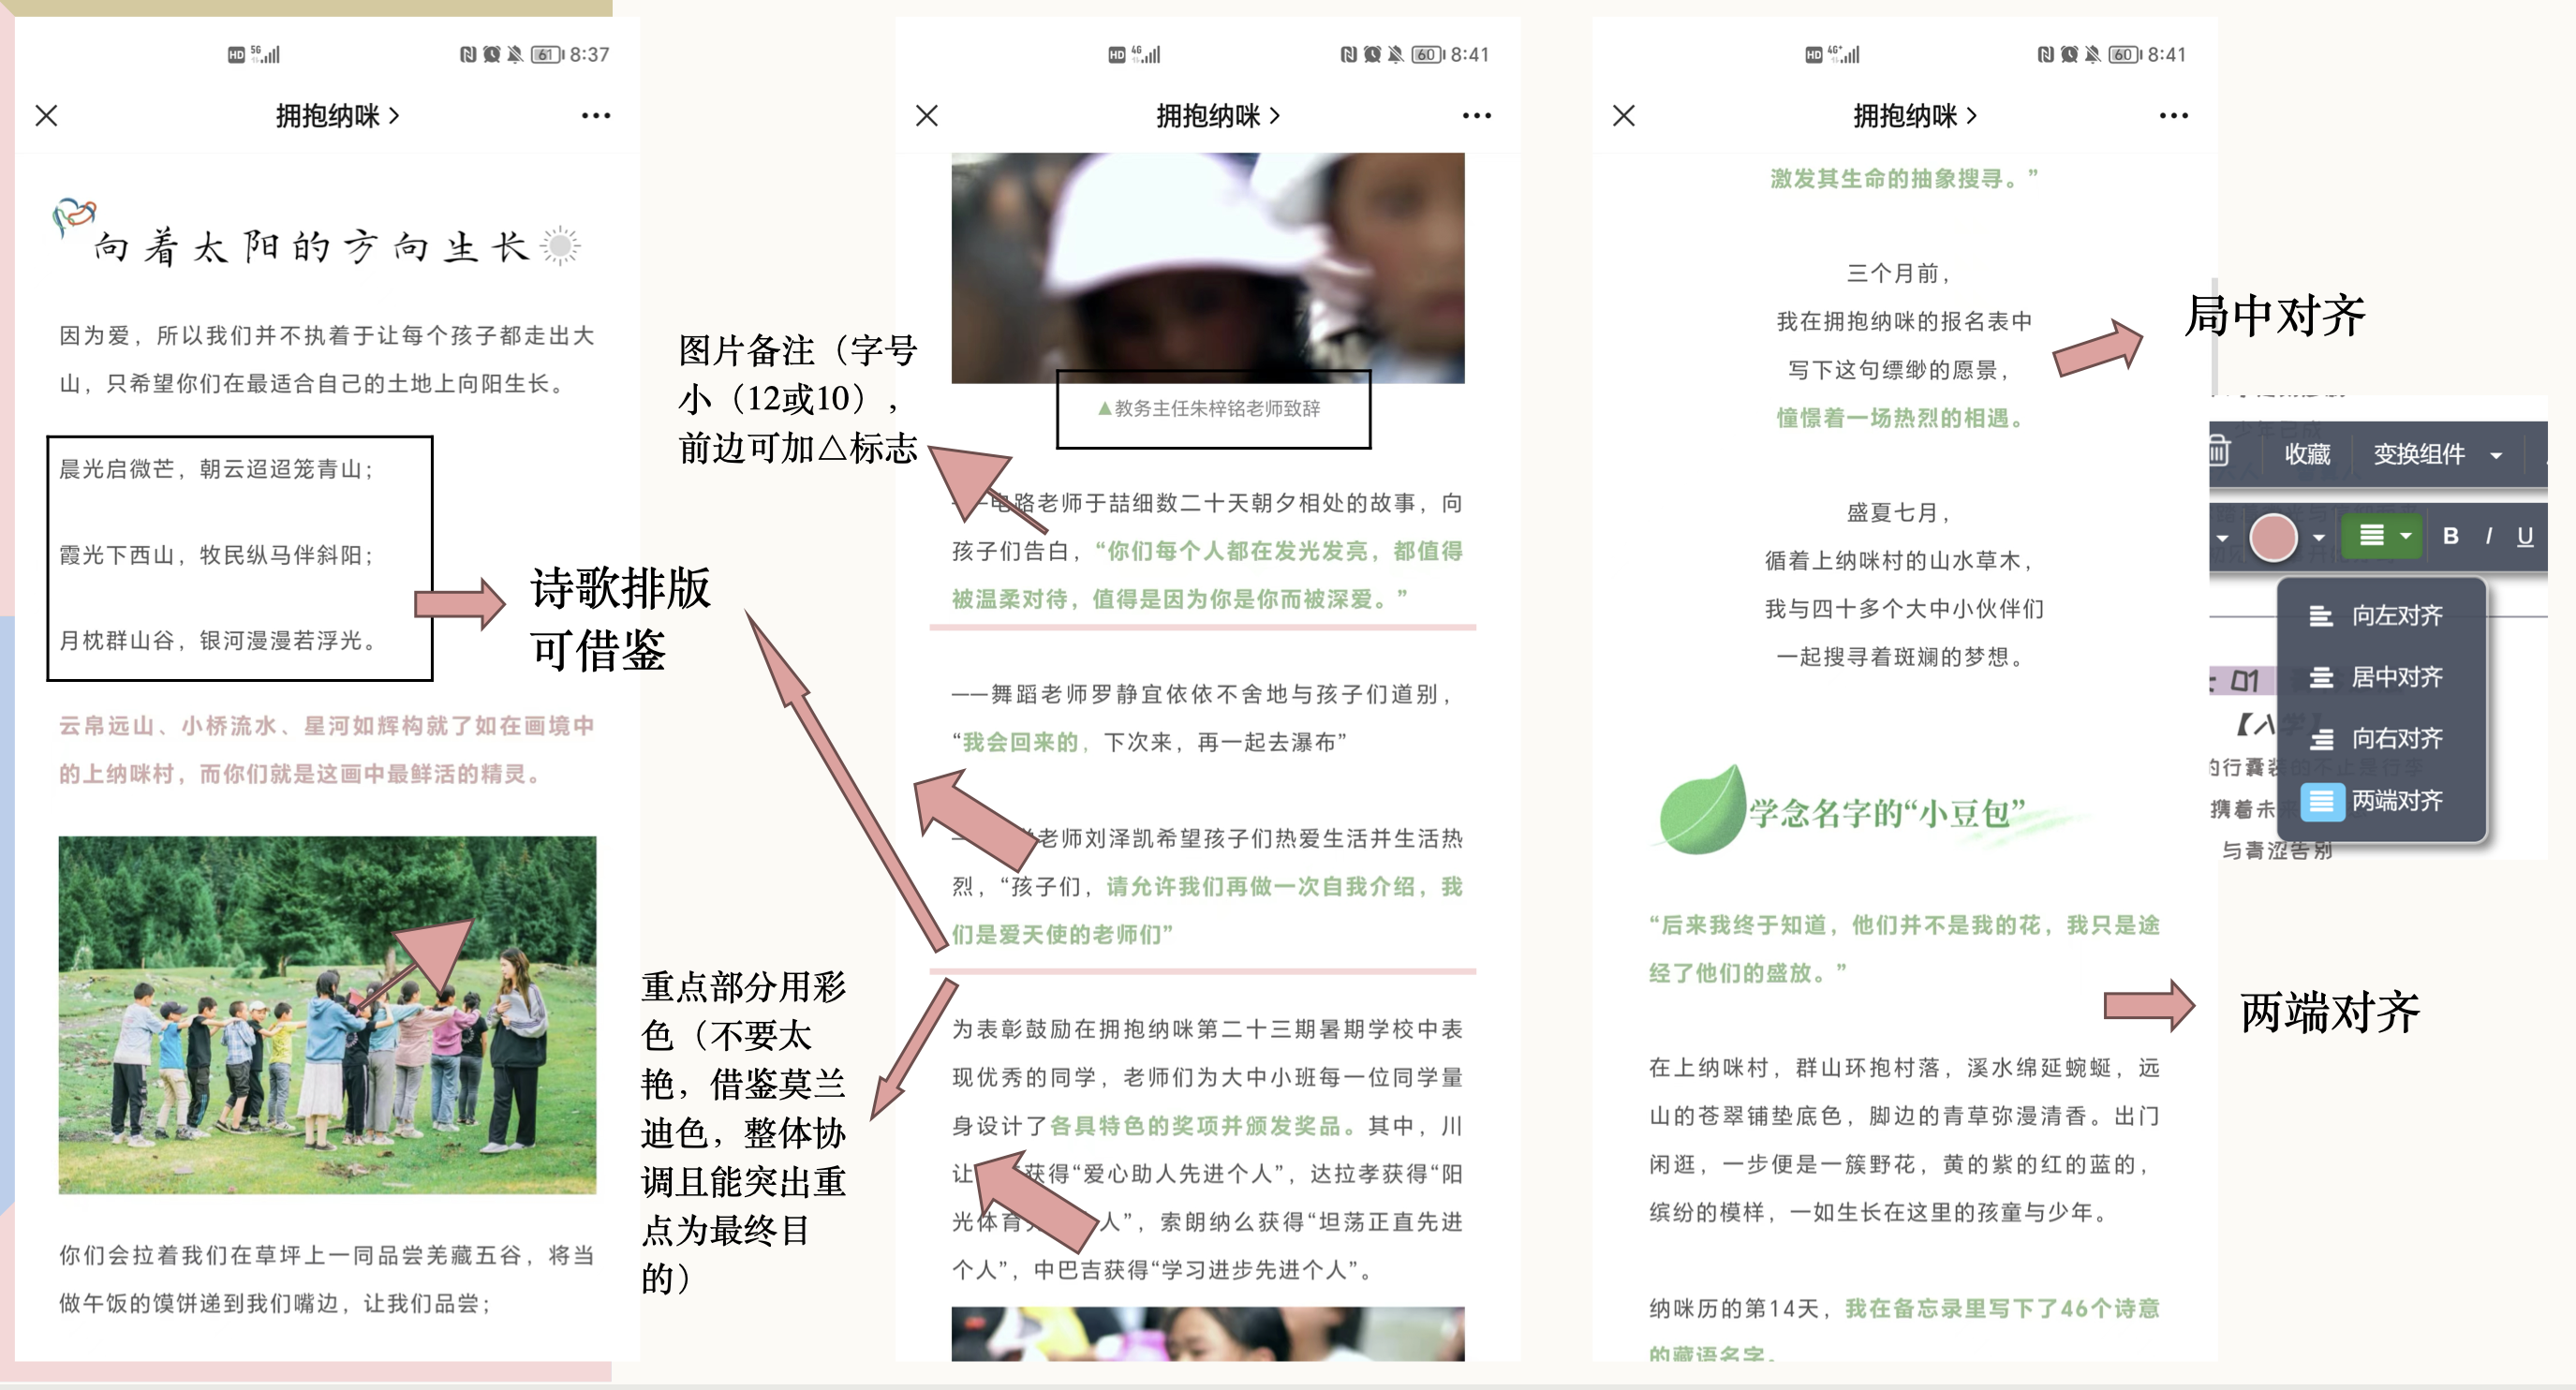 HD 5G 61 8:37
拥抱纳咪 >
向着太阳的方向生长
因为爱，所以我们并不执着于让每个孩子都走出大
山，只希望你们在最适合自己的土地上向阳生长。
晨光启微芒，朝云迢迢笼青山；
霞光下西山，牧民纵马伴斜阳；
月枕群山谷，银河漫漫若浮光。
云帛远山、小桥流水、星河如辉构就了如在画境中
的上纳咪村，而你们就是这画中最鲜活的精灵。
你们会拉着我们在草坪上一同品尝羌藏五谷，将当
做午饭的馍饼递到我们嘴边，让我们品尝；
诗歌排版
可借鉴
图片备注（字号
小（12或10），
前边可加△标志
重点部分用彩
色（不要太
艳，借鉴莫兰
迪色，整体协
调且能突出重
点为最终目
的）
HD 4G 60 8:41
拥抱纳咪 >
▲教务主任朱梓铭老师致辞
电路老师于喆细数二十天朝夕相处的故事，向
孩子们告白，“你们每个人都在发光发亮，都值得
被温柔对待，值得是因为你是你而被深爱。”
——舞蹈老师罗静宜依依不舍地与孩子们道别，
“我会回来的，下次来，再一起去瀑布”
老师刘泽凯希望孩子们热爱生活并生活热
烈，“孩子们，请允许我们再做一次自我介绍，我
们是爱天使的老师们”
为表彰鼓励在拥抱纳咪第二十三期暑期学校中表
现优秀的同学，老师们为大中小班每一位同学量
身设计了各具特色的奖项并颁发奖品。其中，川
让 获得“爱心助人先进个人”，达拉孝获得“阳
光体育 人”，索朗纳么获得“坦荡正直先进
个人”，中巴吉获得“学习进步先进个人”。
HD 4G+ 60 8:41
拥抱纳咪 >
激发其生命的抽象搜寻。”
三个月前，
我在拥抱纳咪的报名表中
写下这句缥缈的愿景，
憧憬着一场热烈的相遇。
盛夏七月，
循着上纳咪村的山水草木，
我与四十多个大中小伙伴们
一起搜寻着斑斓的梦想。
学念名字的“小豆包”
“后来我终于知道，他们并不是我的花，我只是途
经了他们的盛放。”
在上纳咪村，群山环抱村落，溪水绵延蜿蜒，远
山的苍翠铺垫底色，脚边的青草弥漫清香。出门
闲逛，一步便是一簇野花，黄的紫的红的蓝的，
缤纷的模样，一如生长在这里的孩童与少年。
纳咪历的第14天，我在备忘录里写下了46个诗意
的藏语名字。
局中对齐
收藏 变换组件
B I U
向左对齐
居中对齐
向右对齐
两端对齐
01
【入学】
的行囊装的不止是行李
携着未
与青涩告别
两端对齐